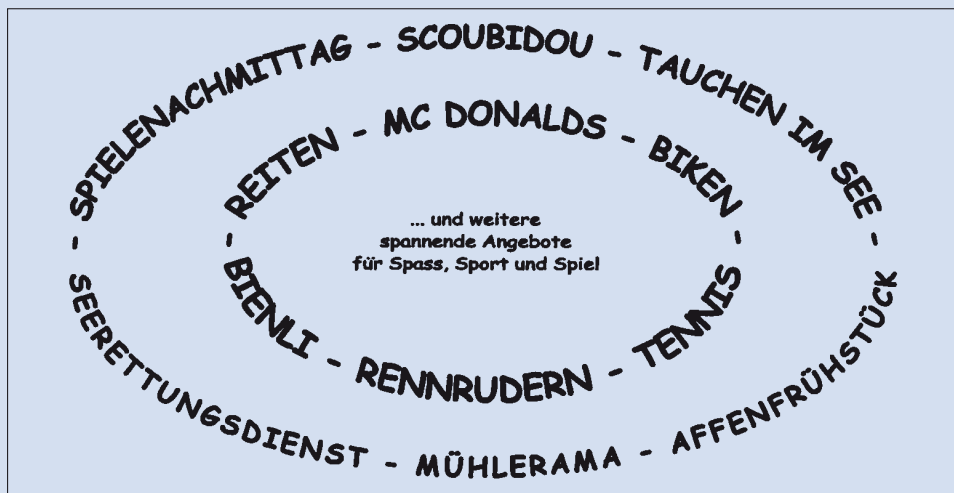 - SPIELENACHMITTAG - SCOUBIDOU - TAUCHEN IM SEE -
- REITEN - MC DONALDS - BIKEN -
... und weitere
spannende Angebote
für Spass, Sport und Spiel
BIENLI - RENNRUDERN - TENNIS
SEERETTUNGSDIENST - MÜHLERAMA - AFFENFRÜHSTÜCK